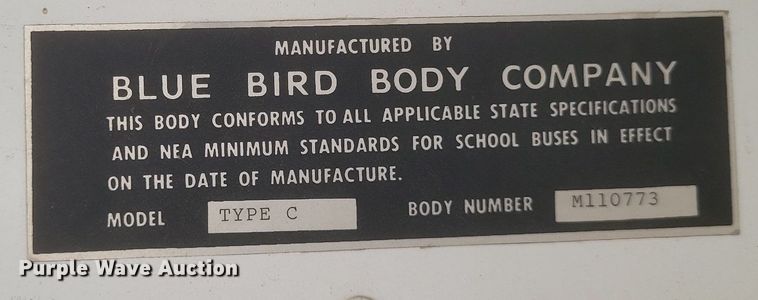 MANUFACTURED BY
BLUE BIRD BODY COMPANY
THIS BODY CONFORMS TO ALL APPLICABLE STATE SPECIFICATIONS
AND NEA MINIMUM STANDARDS FOR SCHOOL BUSES IN EFFECT
ON THE DATE OF MANUFACTURE.
MODEL TYPE C BODY NUMBER M110773
Purple Wave Auction